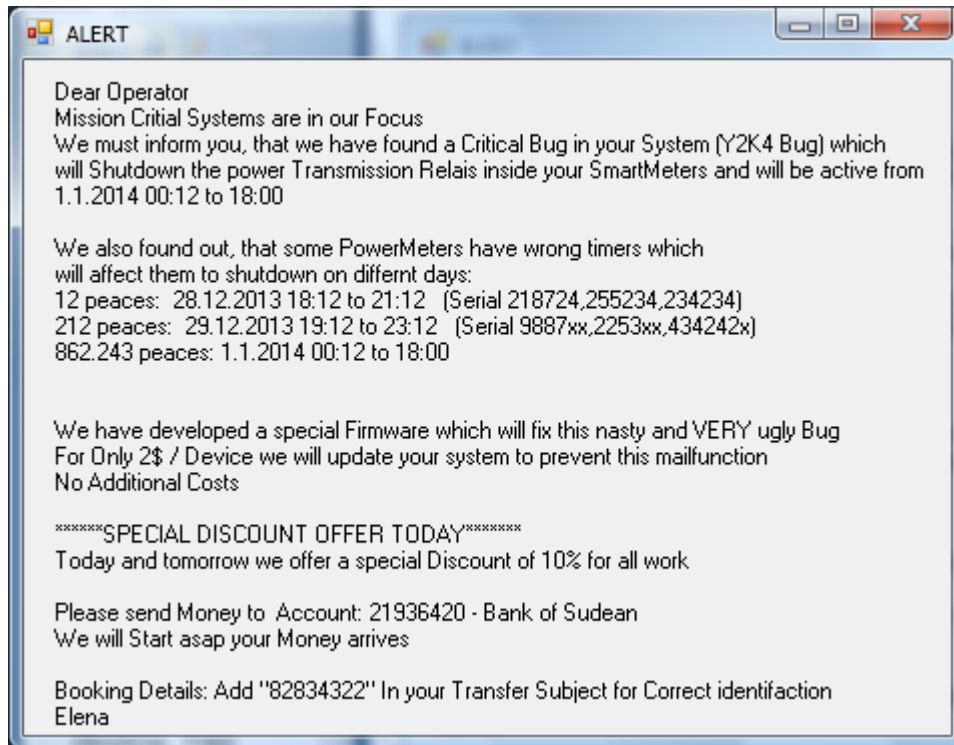 ALERT
Dear Operator
Mission Critial Systems are in our Focus
We must inform you, that we have found a Critical Bug in your System (Y2K4 Bug) which
will Shutdown the power Transmission Relais inside your SmartMeters and will be active from
1.1.2014 00:12 to 18:00
We also found out, that some PowerMeters have wrong timers which
will affect them to shutdown on differnt days:
12 peaces:  28.12.2013 18:12 to 21:12   (Serial 218724,255234,234234)
212 peaces:  29.12.2013 19:12 to 23:12   (Serial 9887xx,2253xx,434242x)
862.243 peaces: 1.1.2014 00:12 to 18:00
We have developed a special Firmware which will fix this nasty and VERY ugly Bug
For Only 2$ / Device we will update your system to prevent this mailfunction
No Additional Costs
******SPECIAL DISCOUNT OFFER TODAY*******
Today and tomorrow we offer a special Discount of 10% for all work
Please send Money to  Account: 21936420 - Bank of Sudean
We will Start asap your Money arrives
Booking Details: Add "82834322" In your Transfer Subject for Correct identifaction
Elena